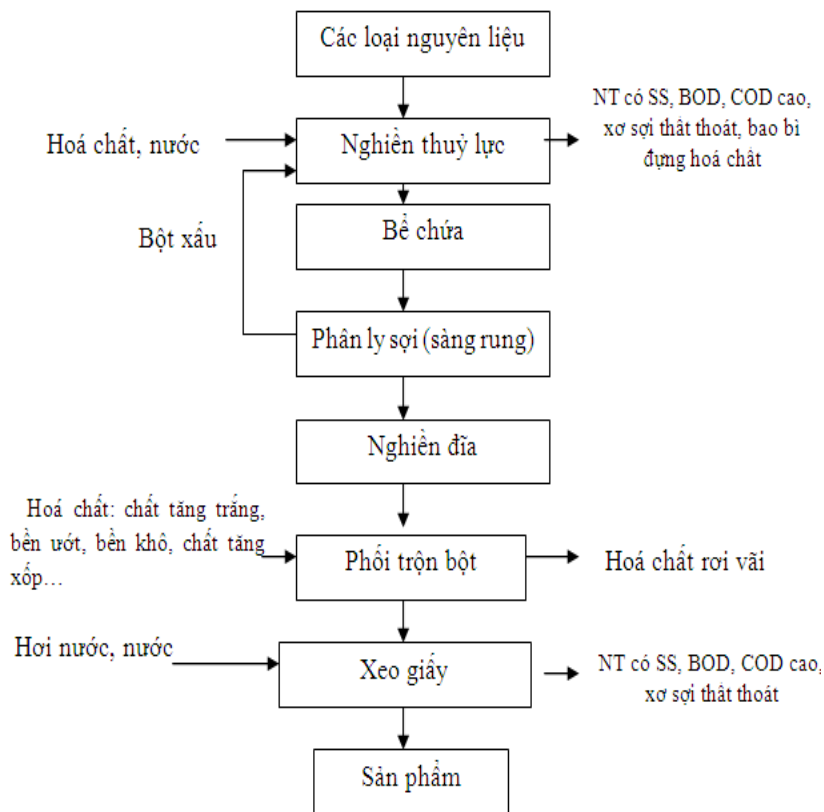 Các loại nguyên liệu
NT có SS, BOD, COD cao,
xơ sợi thất thoát, bao bì
đựng hoá chất
Hoá chất, nước
Nghiền thuỷ lực
Bột xấu
Bể chứa
Phân ly sợi (sàng rung)
Nghiền đĩa
Hoá chất: chất tăng trắng,
bền ướt, bền khô, chất tăng
xốp…
Phối trộn bột
Hoá chất rơi vãi
Hơi nước, nước
Xeo giấy
NT có SS, BOD, COD cao,
xơ sợi thất thoát
Sản phẩm